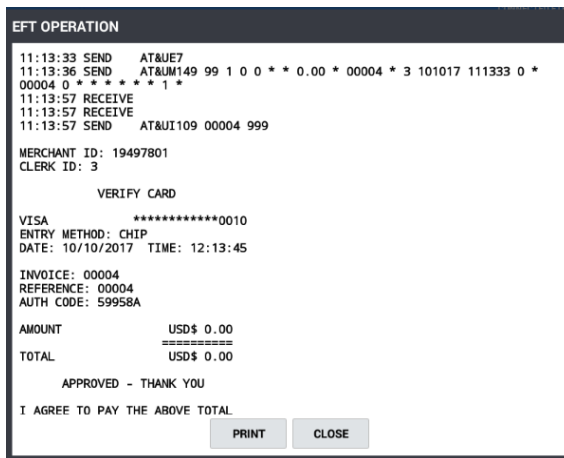 EFT OPERATION
11:13:33 SEND AT&UE7
11:13:36 SEND AT&UM149 99 1 0 0 * * 0.00 * 00004 * 3 101017 111333 0 *
00004 0 * * * * * * 1 *
11:13:57 RECEIVE
11:13:57 RECEIVE
11:13:57 SEND AT&UI109 00004 999
MERCHANT ID: 19497801
CLERK ID: 3
VERIFY CARD
VISA ************0010
ENTRY METHOD: CHIP
DATE: 10/10/2017 TIME: 12:13:45
INVOICE: 00004
REFERENCE: 00004
AUTH CODE: 59958A
AMOUNT USD$ 0.00
==========
TOTAL USD$ 0.00
APPROVED - THANK YOU
I AGREE TO PAY THE ABOVE TOTAL
PRINT CLOSE